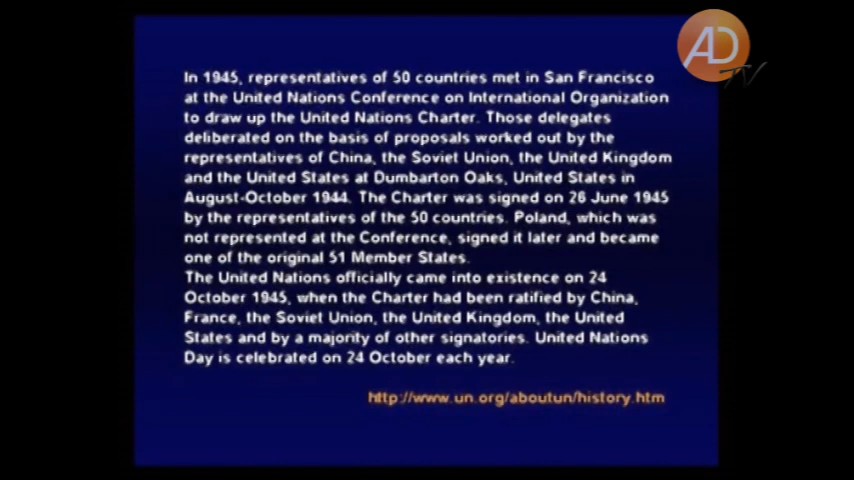 AD
TV
In 1945, representatives of 50 countries met in San Francisco
at the United Nations Conference on International Organization
to draw up the United Nations Charter. Those delegates
deliberated on the basis of proposals worked out by the
representatives of China, the Soviet Union, the United Kingdom
and the United States at Dumbarton Oaks, United States in
August-October 1944. The Charter was signed on 26 June 1945
by the representatives of the 50 countries. Poland, which was
not represented at the Conference, signed it later and became
one of the original 51 Member States.
The United Nations officially came into existence on 24
October 1945, when the Charter had been ratified by China,
France, the Soviet Union, the United Kingdom, the United
States and by a majority of other signatories. United Nations
Day is celebrated on 24 October each year.
http://www.un.org/aboutun/history.htm